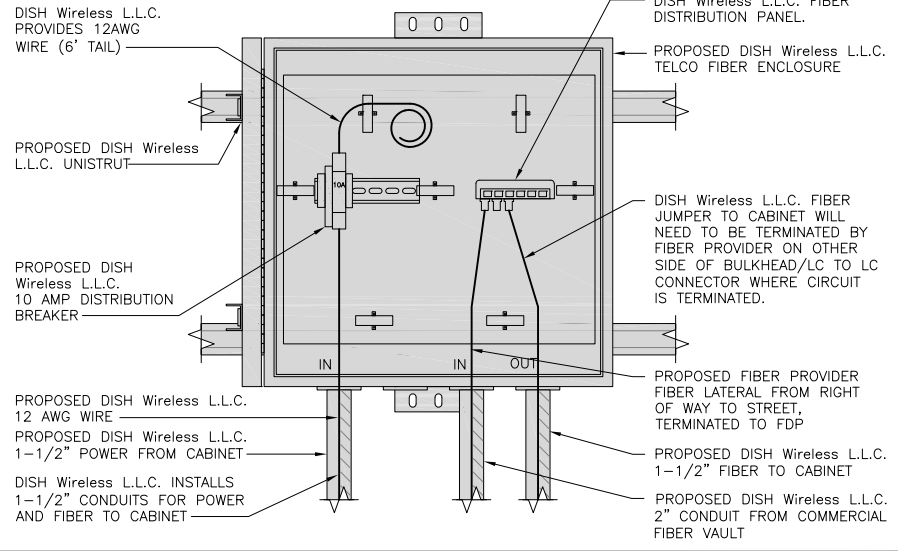 DISH Wireless L.L.C.
PROVIDES 12AWG
WIRE (6' TAIL)
PROPOSED DISH Wireless
L.L.C. UNISTRUT
PROPOSED DISH
Wireless L.L.C.
10 AMP DISTRIBUTION
BREAKER
PROPOSED DISH Wireless L.L.C.
12 AWG WIRE
PROPOSED DISH Wireless L.L.C.
1-1/2" POWER FROM CABINET
DISH Wireless L.L.C. INSTALLS
1-1/2" CONDUITS FOR POWER
AND FIBER TO CABINET
10A
IN
IN
OUT
DISH Wireless L.L.C. FIBER
DISTRIBUTION PANEL.
PROPOSED DISH Wireless L.L.C.
TELCO FIBER ENCLOSURE
DISH Wireless L.L.C. FIBER
JUMPER TO CABINET WILL
NEED TO BE TERMINATED BY
FIBER PROVIDER ON OTHER
SIDE OF BULKHEAD/LC TO LC
CONNECTOR WHERE CIRCUIT
IS TERMINATED.
PROPOSED FIBER PROVIDER
FIBER LATERAL FROM RIGHT
OF WAY TO STREET,
TERMINATED TO FDP
PROPOSED DISH Wireless L.L.C.
1-1/2" FIBER TO CABINET
PROPOSED DISH Wireless L.L.C.
2" CONDUIT FROM COMMERCIAL
FIBER VAULT